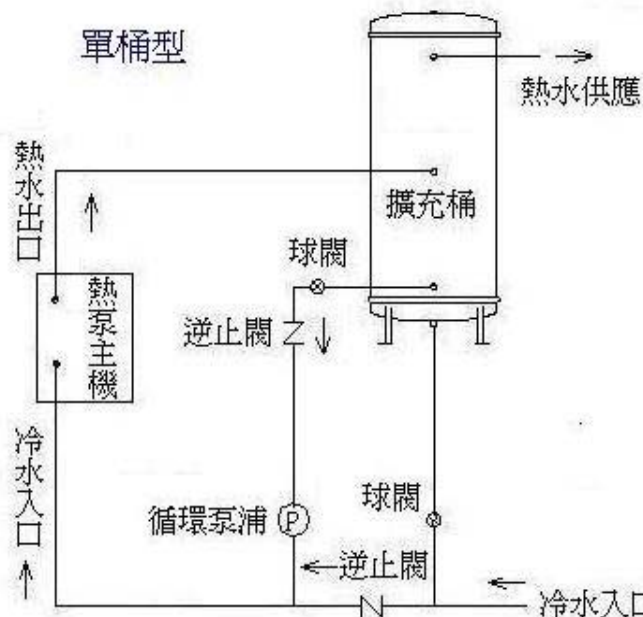 單桶型
熱水供應
熱水出口
擴充桶
球閥
熱泵主機
逆止閥
冷水入口
球閥
循環泵浦
P
逆止閥
冷水入口